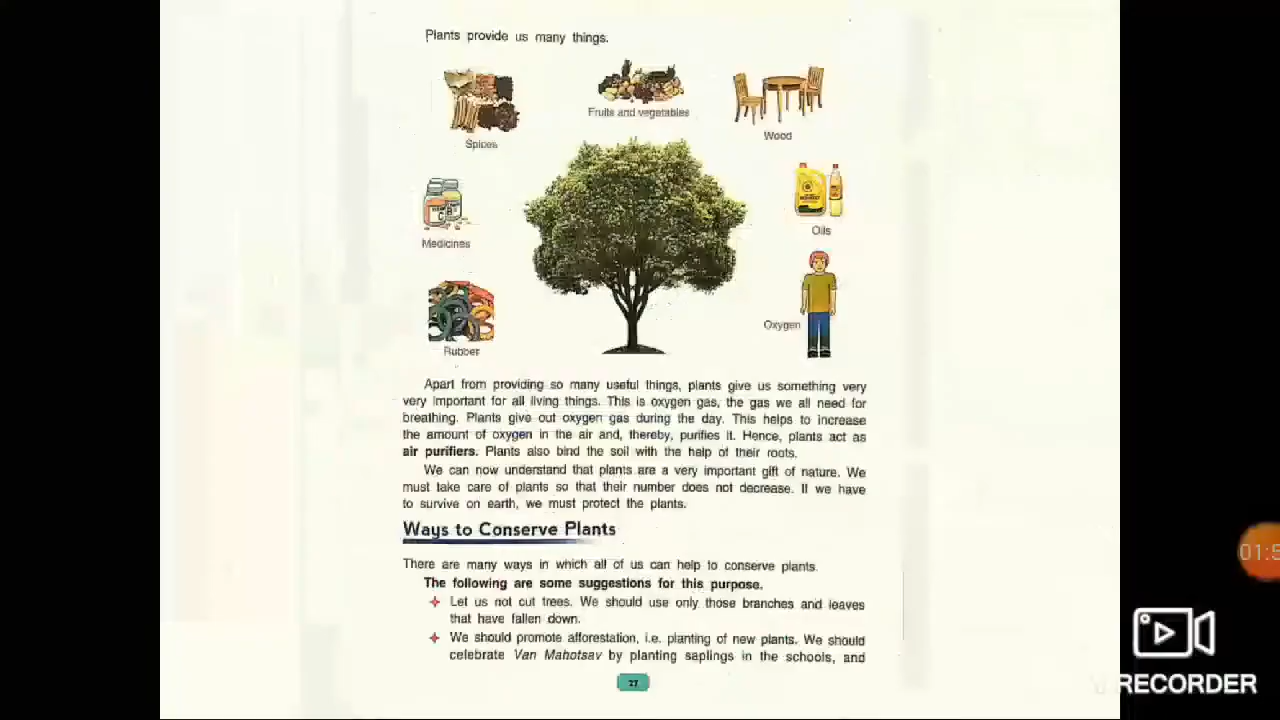 Plants provide us many things.
Fruits and vegetables
Wood
Spices
Oils
Medicines
Oxygen
Rubber
Apart from providing so many useful things, plants give us something very
very important for all living things. This is oxygen gas, the gas we all need for
breathing. Plants give out oxygen gas during the day. This helps to increase
the amount of oxygen in the air and, thereby, purifies it. Hence, plants act as
air purifiers. Plants also bind the soil with the help of their roots.
We can now understand that plants are a very important gift of nature. We
must take care of plants so that their number does not decrease. If we have
to survive on earth, we must protect the plants.
Ways to Conserve Plants
There are many ways in which all of us can help to conserve plants.
The following are some suggestions for this purpose.
Let us not cut trees. We should use only those branches and leaves
that have fallen down.
We should promote afforestation, i.e. planting of new plants. We should
celebrate Van Mahotsav by planting saplings in the schools, and
27
01:5
RECORDER